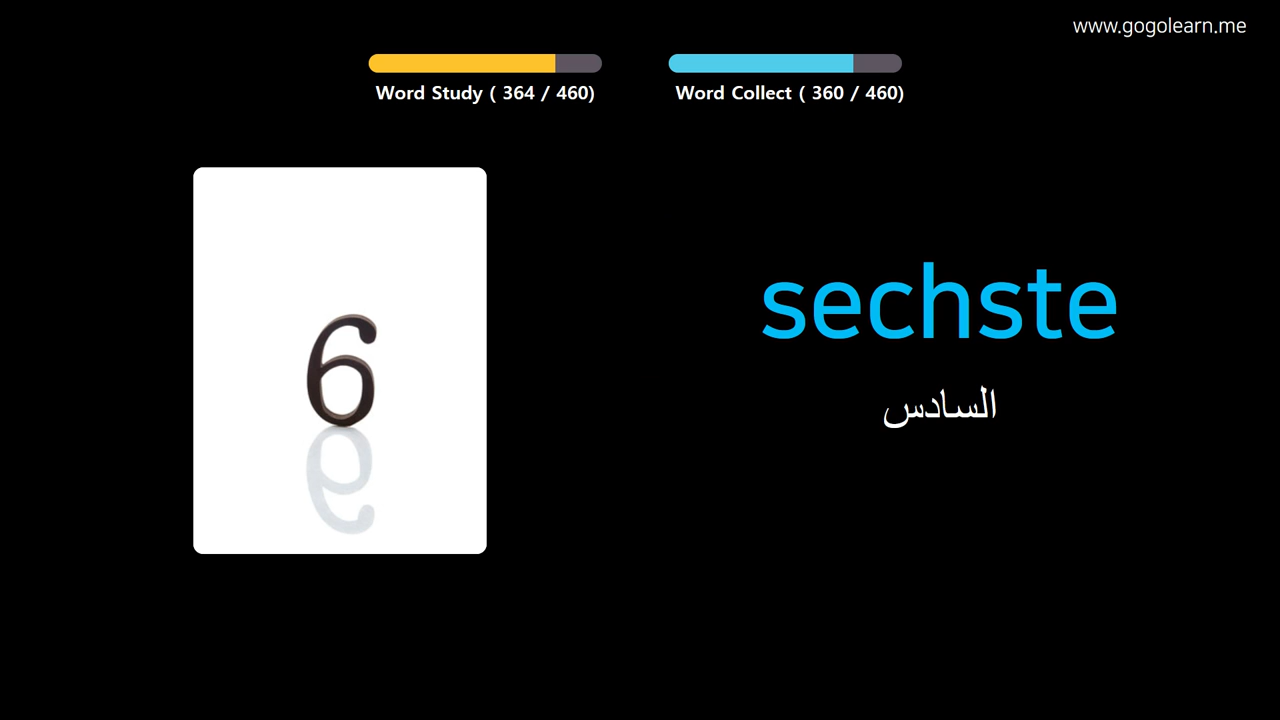 www.gogolearn.me
Word Study ( 364 / 460)
Word Collect ( 360 / 460)
6
sechste
السادس